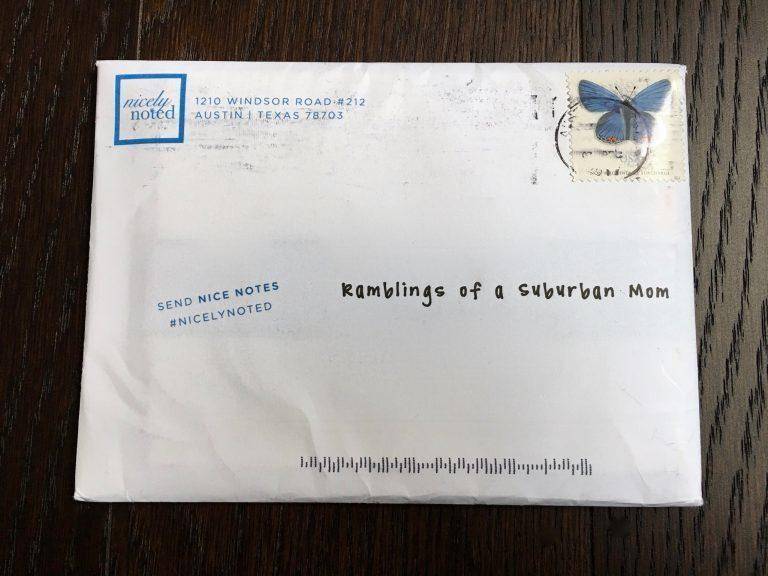 nicely
noted
1210 WINDSOR ROAD · #212
AUSTIN | TEXAS 78703
SEND NICE NOTES
#NICELYNOTED
Ramblings of a Suburban Mom